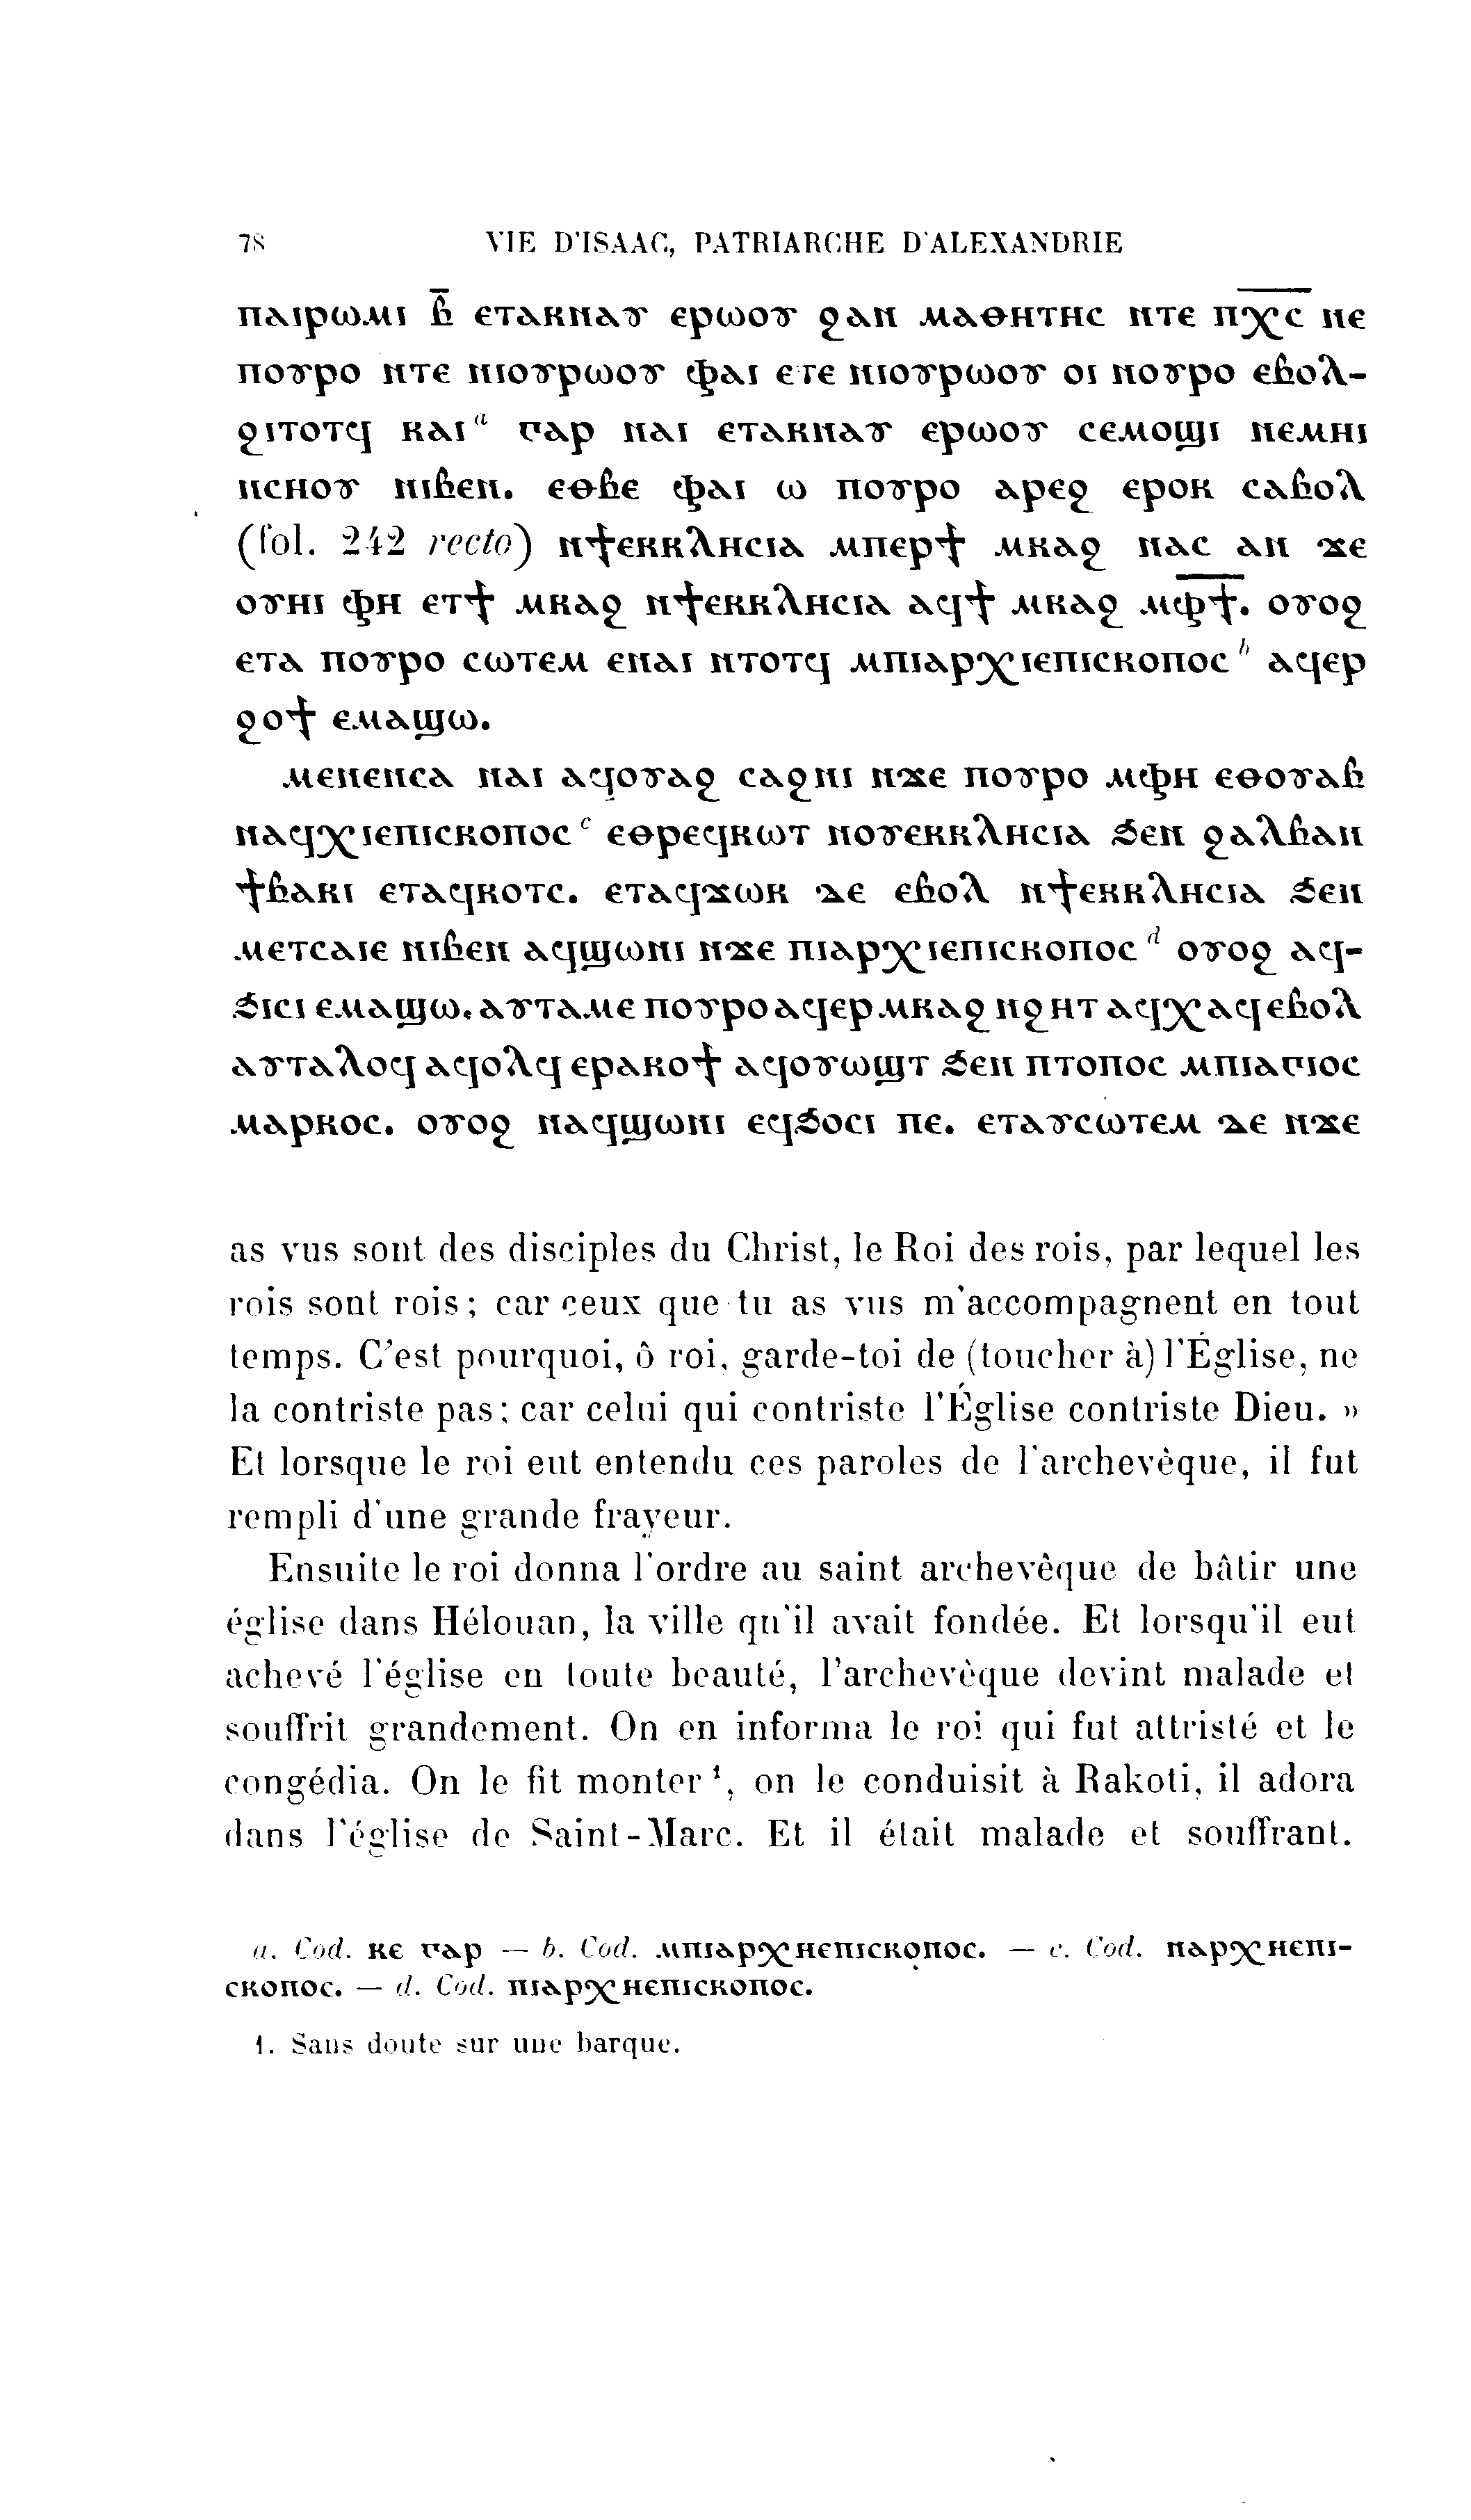 78 VIE D'ISAAC, PATRIARCHE D'ALEXANDRIE
ⲡⲁⲓⲣⲱⲙⲓ ⲃ̅ ⲉⲧⲁⲕⲛⲁⲩ ⲉⲣⲱⲟⲩ ϩⲁⲛ ⲙⲁⲑⲏⲧⲏⲥ ⲛⲧⲉ ⲡⲭ̅ⲥ̅ ⲛⲉ
ⲡⲟⲩⲣⲟ ⲛⲧⲉ ⲛⲓⲟⲩⲣⲱⲟⲩ ⲫⲁⲓ ⲉⲧⲉ ⲛⲓⲟⲩⲣⲱⲟⲩ ⲟⲓ ⲛⲟⲩⲣⲟ ⲉⲃⲟⲗ-
ϩⲓⲧⲟⲧϥ ⲕⲁⲓᵃ ⲅⲁⲣ ⲛⲁⲓ ⲉⲧⲁⲕⲛⲁⲩ ⲉⲣⲱⲟⲩ ⲥⲉⲙⲟϣⲓ ⲛⲉⲙⲏⲓ
ⲛⲥⲏⲟⲩ ⲛⲓⲃⲉⲛ. ⲉⲑⲃⲉ ⲫⲁⲓ ⲱ ⲡⲟⲩⲣⲟ ⲁⲣⲉϩ ⲉⲣⲟⲕ ⲥⲁⲃⲟⲗ
(fol. 242 recto) ⲛϯⲉⲕⲕⲗⲏⲥⲓⲁ ⲙⲡⲉⲣϯ ⲙⲕⲁϩ ⲛⲁⲥ ⲁⲛ ϫⲉ
ⲟⲩⲏⲓ ⲫⲏ ⲉⲧϯ ⲙⲕⲁϩ ⲛϯⲉⲕⲕⲗⲏⲥⲓⲁ ⲁϥϯ ⲙⲕⲁϩ ⲙⲫ̅ϯ̅. ⲟⲩⲟϩ
ⲉⲧⲁ ⲡⲟⲩⲣⲟ ⲥⲱⲧⲉⲙ ⲉⲛⲁⲓ ⲛⲧⲟⲧϥ ⲙⲡⲓⲁⲣⲭⲓⲉⲡⲓⲥⲕⲟⲡⲟⲥᵇ ⲁϥⲉⲣ
ϩⲟϯ ⲉⲙⲁϣⲱ.
ⲙⲉⲛⲉⲛⲥⲁ ⲛⲁⲓ ⲁϥⲟⲩⲁϩ ⲥⲁϩⲛⲓ ⲛϫⲉ ⲡⲟⲩⲣⲟ ⲙⲫⲏ ⲉⲑⲟⲩⲁⲃ
ⲛⲁϥⲭⲓⲉⲡⲓⲥⲕⲟⲡⲟⲥᶜ ⲉⲑⲣⲉϥⲕⲱⲧ ⲛⲟⲩⲉⲕⲕⲗⲏⲥⲓⲁ ϧⲉⲛ ϩⲁⲗⲃⲁⲛ
ϯⲃⲁⲕⲓ ⲉⲧⲁϥⲕⲟⲧⲥ. ⲉⲧⲁϥϫⲱⲕ ⲇⲉ ⲉⲃⲟⲗ ⲛϯⲉⲕⲕⲗⲏⲥⲓⲁ ϧⲉⲛ
ⲙⲉⲧⲥⲁⲓⲉ ⲛⲓⲃⲉⲛ ⲁϥϣⲱⲛⲓ ⲛϫⲉ ⲡⲓⲁⲣⲭⲓⲉⲡⲓⲥⲕⲟⲡⲟⲥᵈ ⲟⲩⲟϩ ⲁϥ-
ϧⲓⲥⲓ ⲉⲙⲁϣⲱ. ⲁⲩⲧⲁⲙⲉ ⲡⲟⲩⲣⲟ ⲁϥⲉⲣ ⲙⲕⲁϩ ⲛϩⲏⲧ ⲁϥⲭⲁϥ ⲉⲃⲟⲗ
ⲁⲩⲧⲁⲗⲟϥ ⲁϥⲟⲗϥ ⲉⲣⲁⲕⲟϯ ⲁϥⲟⲩⲱϣⲧ ϧⲉⲛ ⲡⲧⲟⲡⲟⲥ ⲙⲡⲓⲁⲅⲓⲟⲥ
ⲙⲁⲣⲕⲟⲥ. ⲟⲩⲟϩ ⲛⲁϥϣⲱⲛⲓ ⲉϥϧⲟⲥⲓ ⲡⲉ. ⲉⲧⲁⲩⲥⲱⲧⲉⲙ ⲇⲉ ⲛϫⲉ
as vus sont des disciples du Christ, le Roi des rois, par lequel les
rois sont rois; car ceux que tu as vus m'accompagnent en tout
temps. C'est pourquoi, ô roi, garde-toi de (toucher à) l'Église, ne
la contriste pas; car celui qui contriste l'Église contriste Dieu. »
Et lorsque le roi eut entendu ces paroles de l'archevêque, il fut
rempli d'une grande frayeur.
Ensuite le roi donna l'ordre au saint archevêque de bâtir une
église dans Hélouan, la ville qu'il avait fondée. Et lorsqu'il eut
achevé l'église en toute beauté, l'archevêque devint malade et
souffrit grandement. On en informa le roi qui fut attristé et le
congédia. On le fit monter¹, on le conduisit à Rakoti, il adora
dans l'église de Saint-Marc. Et il était malade et souffrant.
a. Cod. ⲕⲉ ⲅⲁⲣ — b. Cod. ⲙⲡⲓⲁⲣⲭⲏⲉⲡⲓⲥⲕⲟⲡⲟⲥ. — c. Cod. ⲛⲁⲣⲭⲏⲉⲡⲓ-
ⲥⲕⲟⲡⲟⲥ. — d. Cod. ⲡⲓⲁⲣⲭⲏⲉⲡⲓⲥⲕⲟⲡⲟⲥ.
1. Sans doute sur une barque.